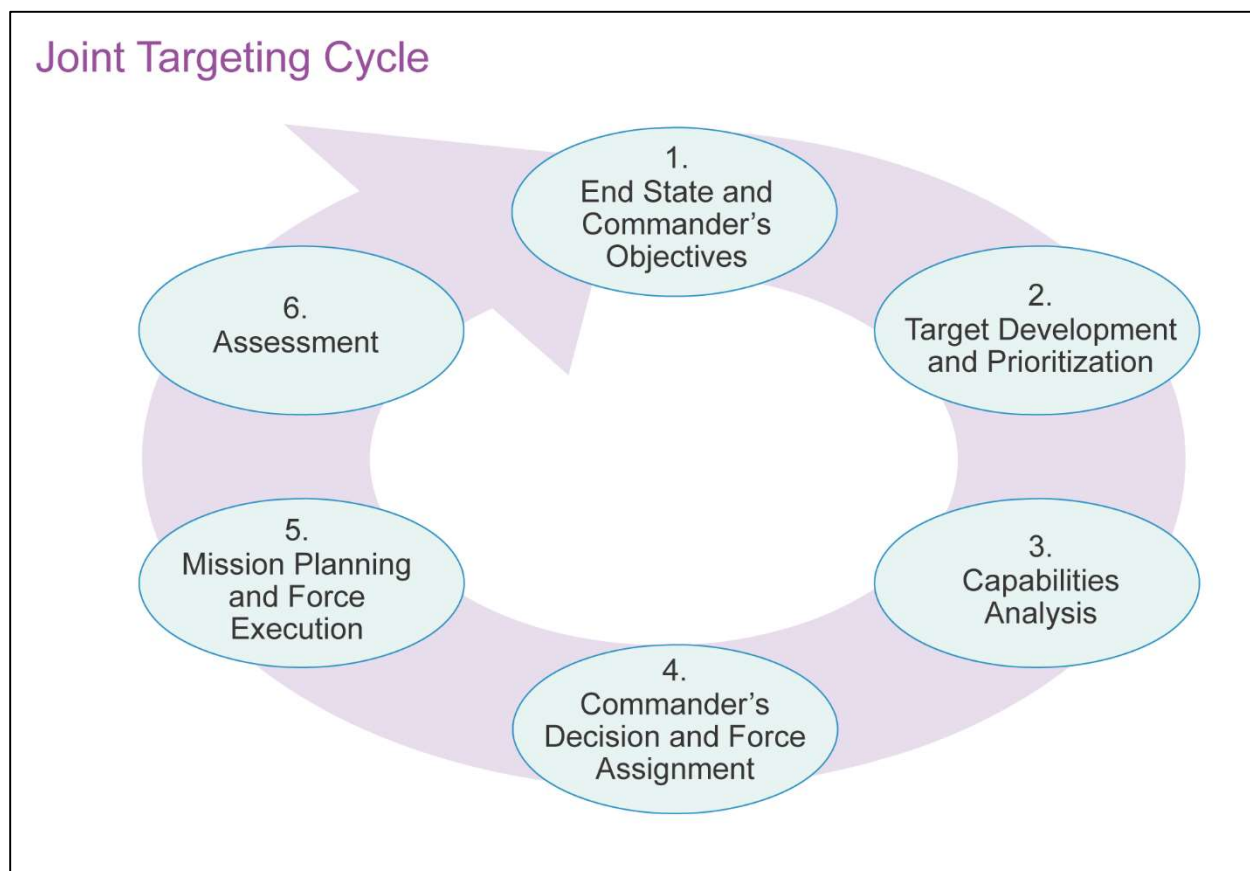 Joint Targeting Cycle
1.
End State and
Commander’s
Objectives
2.
Target Development
and Prioritization
3.
Capabilities
Analysis
4.
Commander’s
Decision and Force
Assignment
5.
Mission Planning
and Force
Execution
6.
Assessment